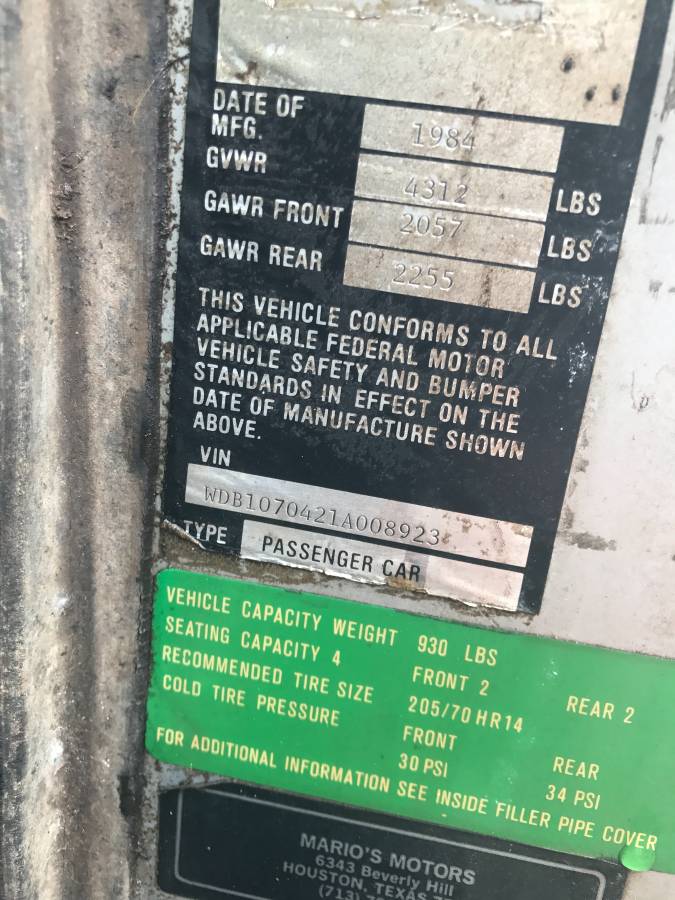 DATE OF
MFG. 1984
GVWR 4312 LBS
GAWR FRONT 2057 LBS
GAWR REAR 2255 LBS
THIS VEHICLE CONFORMS TO ALL
APPLICABLE FEDERAL MOTOR
VEHICLE SAFETY AND BUMPER
STANDARDS IN EFFECT ON THE
DATE OF MANUFACTURE SHOWN
ABOVE.
VIN
WDB1070421A008923
TYPE PASSENGER CAR
VEHICLE CAPACITY WEIGHT 930 LBS
SEATING CAPACITY 4 FRONT 2 REAR 2
RECOMMENDED TIRE SIZE 205/70 HR14
COLD TIRE PRESSURE FRONT REAR
30 PSI 34 PSI
FOR ADDITIONAL INFORMATION SEE INSIDE FILLER PIPE COVER
MARIO'S MOTORS
6343 Beverly Hill
HOUSTON, TEXAS
(713)